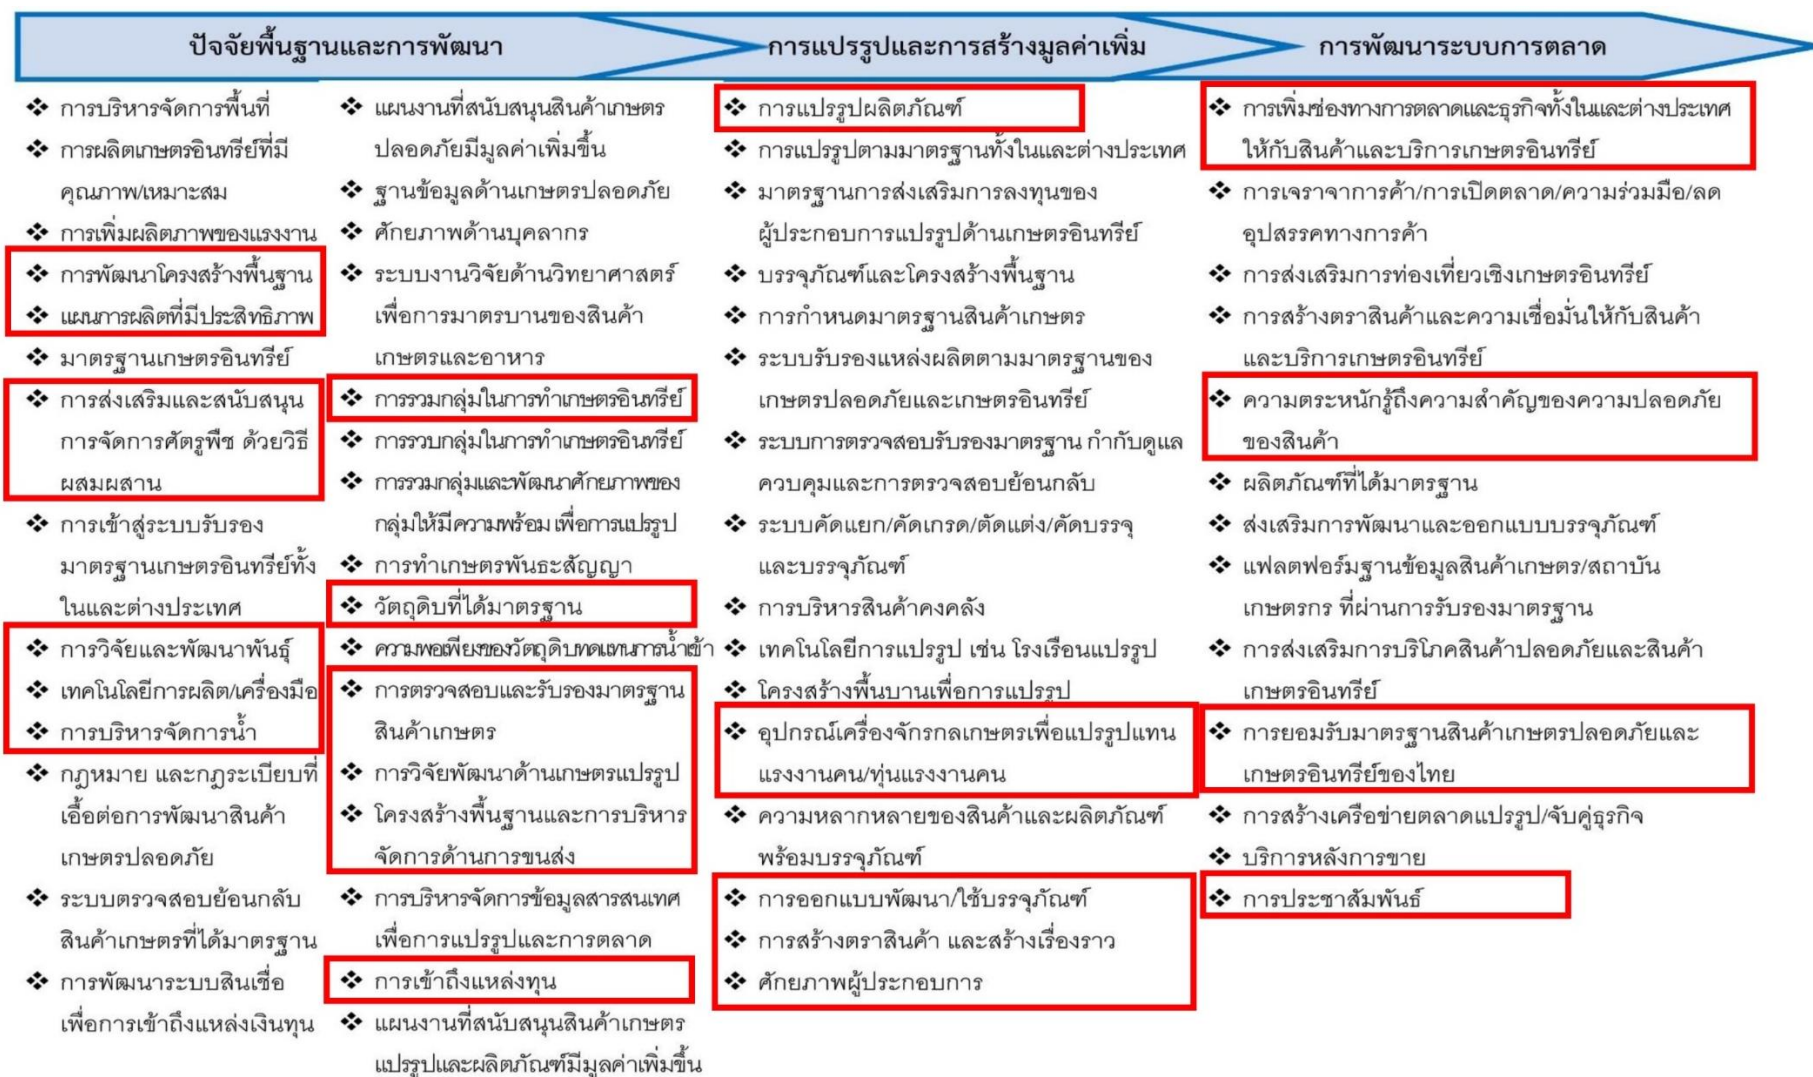 ปัจจัยพื้นฐานและการพัฒนา
การแปรรูปและการสร้างมูลค่าเพิ่ม
การพัฒนาระบบการตลาด
❖ การบริหารจัดการพื้นที่
❖ การผลิตเกษตรอินทรีย์ที่มี
คุณภาพ/เหมาะสม
❖ การเพิ่มผลิตภาพของแรงงาน
❖ การพัฒนาโครงสร้างพื้นฐาน
❖ แผนการผลิตที่มีประสิทธิภาพ
❖ มาตรฐานเกษตรอินทรีย์
❖ การส่งเสริมและสนับสนุน
การจัดการศัตรูพืช ด้วยวิธี
ผสมผสาน
❖ การเข้าสู่ระบบรับรอง
มาตรฐานเกษตรอินทรีย์ทั้ง
ในและต่างประเทศ
❖ การวิจัยและพัฒนาพันธุ์
❖ เทคโนโลยีการผลิต/เครื่องมือ
❖ การบริหารจัดการน้ำ
❖ กฎหมาย และกฎระเบียบที่
เอื้อต่อการพัฒนาสินค้า
เกษตรปลอดภัย
❖ ระบบตรวจสอบย้อนกลับ
สินค้าเกษตรที่ได้มาตรฐาน
❖ การพัฒนาระบบสินเชื่อ
เพื่อการเข้าถึงแหล่งเงินทุน
❖ แผนงานที่สนับสนุนสินค้าเกษตร
ปลอดภัยมีมูลค่าเพิ่มขึ้น
❖ ฐานข้อมูลด้านเกษตรปลอดภัย
❖ ศักยภาพด้านบุคลากร
❖ ระบบงานวิจัยด้านวิทยาศาสตร์
เพื่อการมาตรบานของสินค้า
เกษตรและอาหาร
❖ การรวมกลุ่มในการทำเกษตรอินทรีย์
❖ การรวบกลุ่มในการทำเกษตรอินทรีย์
❖ การรวมกลุ่มและพัฒนาศักยภาพของ
กลุ่มให้มีความพร้อม เพื่อการแปรรูป
❖ การทำเกษตรพันธะสัญญา
❖ วัตถุดิบที่ได้มาตรฐาน
❖ ความพอเพียงของวัตถุดิบทดแทนการนำเข้า
❖ การตรวจสอบและรับรองมาตรฐาน
สินค้าเกษตร
❖ การวิจัยพัฒนาด้านเกษตรแปรรูป
❖ โครงสร้างพื้นฐานและการบริหาร
จัดการด้านการขนส่ง
❖ การบริหารจัดการข้อมูลสารสนเทศ
เพื่อการแปรรูปและการตลาด
❖ การเข้าถึงแหล่งทุน
❖ แผนงานที่สนับสนุนสินค้าเกษตร
แปรรูปและผลิตภัณฑ์มีมูลค่าเพิ่มขึ้น
❖ การแปรรูปผลิตภัณฑ์
❖ การแปรรูปตามมาตรฐานทั้งในและต่างประเทศ
❖ มาตรฐานการส่งเสริมการลงทุนของ
ผู้ประกอบการแปรรูปด้านเกษตรอินทรีย์
❖ บรรจุภัณฑ์และโครงสร้างพื้นฐาน
❖ การกำหนดมาตรฐานสินค้าเกษตร
❖ ระบบรับรองแหล่งผลิตตามมาตรฐานของ
เกษตรปลอดภัยและเกษตรอินทรีย์
❖ ระบบการตรวจสอบรับรองมาตรฐาน กำกับดูแล
ควบคุมและการตรวจสอบย้อนกลับ
❖ ระบบคัดแยก/คัดเกรด/ตัดแต่ง/คัดบรรจุ
และบรรจุภัณฑ์
❖ การบริหารสินค้าคงคลัง
❖ เทคโนโลยีการแปรรูป เช่น โรงเรือนแปรรูป
❖ โครงสร้างพื้นบานเพื่อการแปรรูป
❖ อุปกรณ์เครื่องจักรกลเกษตรเพื่อแปรรูปแทน
แรงงานคน/ทุ่นแรงงานคน
❖ ความหลากหลายของสินค้าและผลิตภัณฑ์
พร้อมบรรจุภัณฑ์
❖ การออกแบบพัฒนา/ใช้บรรจุภัณฑ์
❖ การสร้างตราสินค้า และสร้างเรื่องราว
❖ ศักยภาพผู้ประกอบการ
❖ การเพิ่มช่องทางการตลาดและธุรกิจทั้งในและต่างประเทศ
ให้กับสินค้าและบริการเกษตรอินทรีย์
❖ การเจราจาการค้า/การเปิดตลาด/ความร่วมมือ/ลด
อุปสรรคทางการค้า
❖ การส่งเสริมการท่องเที่ยวเชิงเกษตรอินทรีย์
❖ การสร้างตราสินค้าและความเชื่อมั่นให้กับสินค้า
และบริการเกษตรอินทรีย์
❖ ความตระหนักรู้ถึงความสำคัญของความปลอดภัย
ของสินค้า
❖ ผลิตภัณฑ์ที่ได้มาตรฐาน
❖ ส่งเสริมการพัฒนาและออกแบบบรรจุภัณฑ์
❖ แฟลตฟอร์มฐานข้อมูลสินค้าเกษตร/สถาบัน
เกษตรกร ที่ผ่านการรับรองมาตรฐาน
❖ การส่งเสริมการบริโภคสินค้าปลอดภัยและสินค้า
เกษตรอินทรีย์
❖ การยอมรับมาตรฐานสินค้าเกษตรปลอดภัยและ
เกษตรอินทรีย์ของไทย
❖ การสร้างเครือข่ายตลาดแปรรูป/จับคู่ธุรกิจ
❖ บริการหลังการขาย
❖ การประชาสัมพันธ์